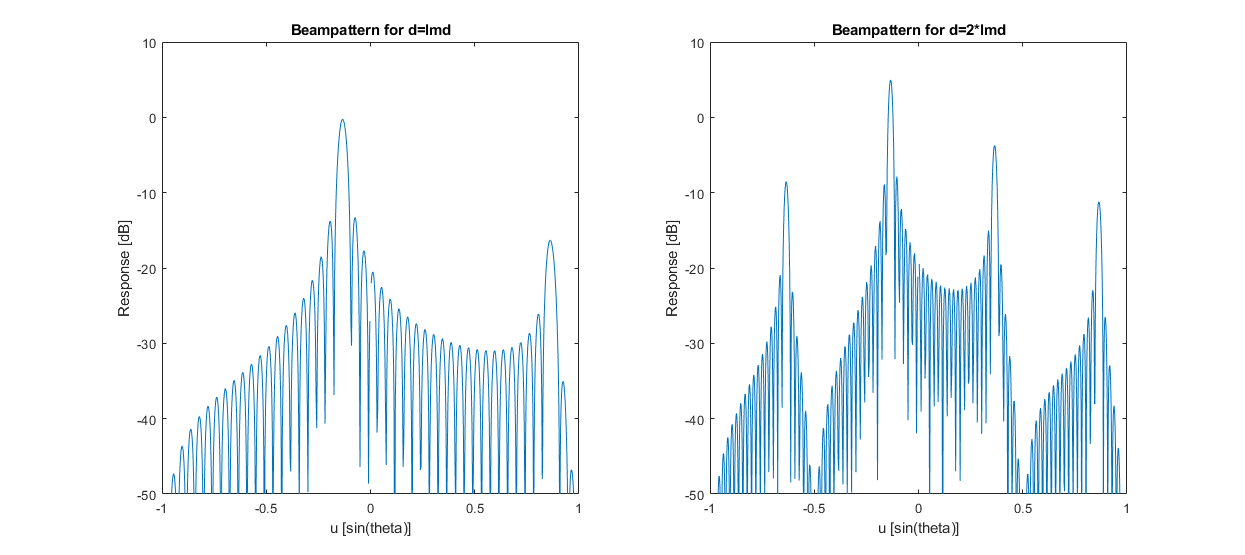 Beampattern for d=lmd
10
0
-10
-20
-30
-40
-50
Response [dB]
-1 -0.5 0 0.5 1
u [sin(theta)]
Beampattern for d=2*lmd
10
0
-10
-20
-30
-40
-50
Response [dB]
-1 -0.5 0 0.5 1
u [sin(theta)]